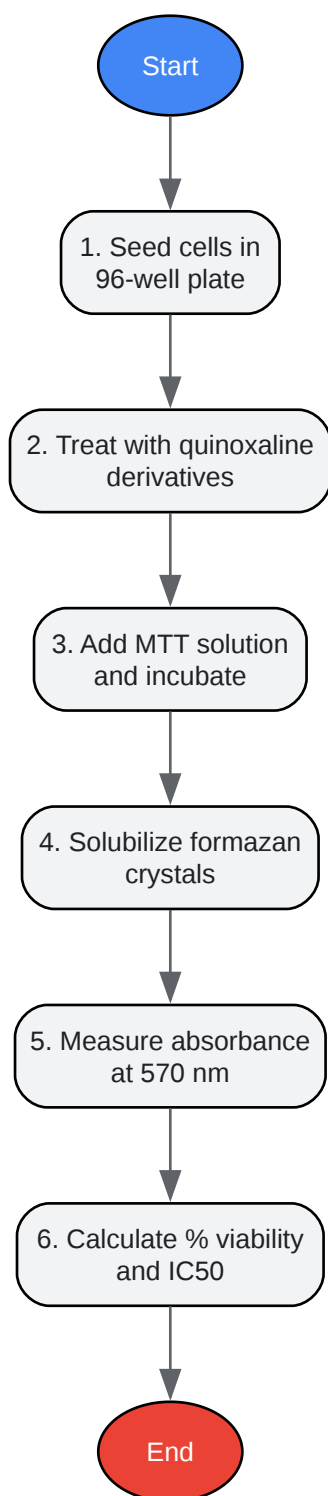 Start
1. Seed cells in
96-well plate
2. Treat with quinoxaline
derivatives
3. Add MTT solution
and incubate
4. Solubilize formazan
crystals
5. Measure absorbance
at 570 nm
6. Calculate % viability
and IC50
End